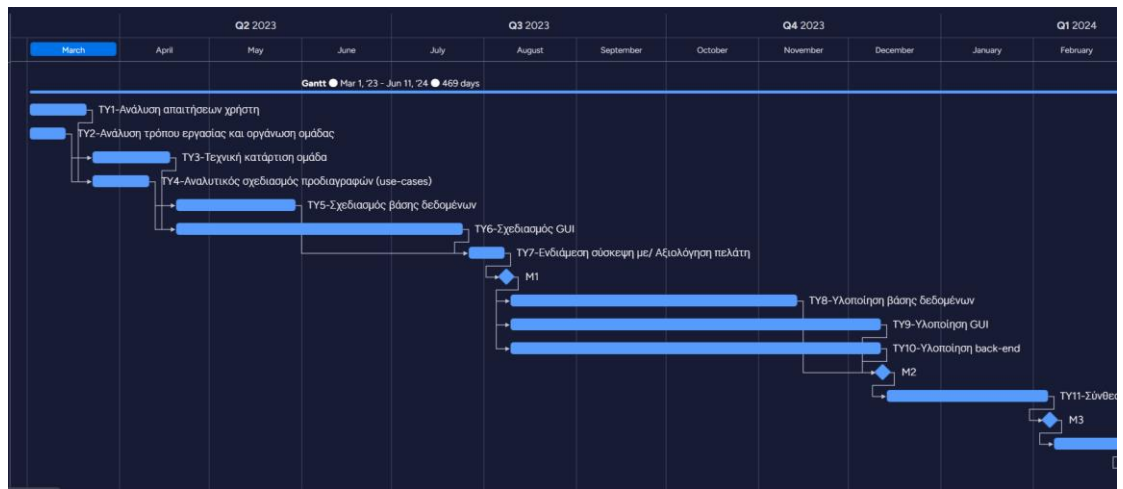 Q2 2023 Q3 2023 Q4 2023 Q1 2024
March April May June July August September October November December January February
Gantt Mar 1, '23 - Jun 11, '24 469 days
TY1-Ανάλυση απαιτήσεων χρήστη
TY2-Ανάλυση τρόπου εργασίας και οργάνωση ομάδας
TY3-Τεχνική κατάρτιση ομάδα
TY4-Αναλυτικός σχεδιασμός προδιαγραφών (use-cases)
TY5-Σχεδιασμός βάσης δεδομένων
TY6-Σχεδιασμός GUI
TY7-Ενδιάμεση σύσκεψη με/ Αξιολόγηση πελάτη
M1
TY8-Υλοποίηση βάσης δεδομένων
TY9-Υλοποίηση GUI
TY10-Υλοποίηση back-end
M2
TY11-Σύνθεσ
M3